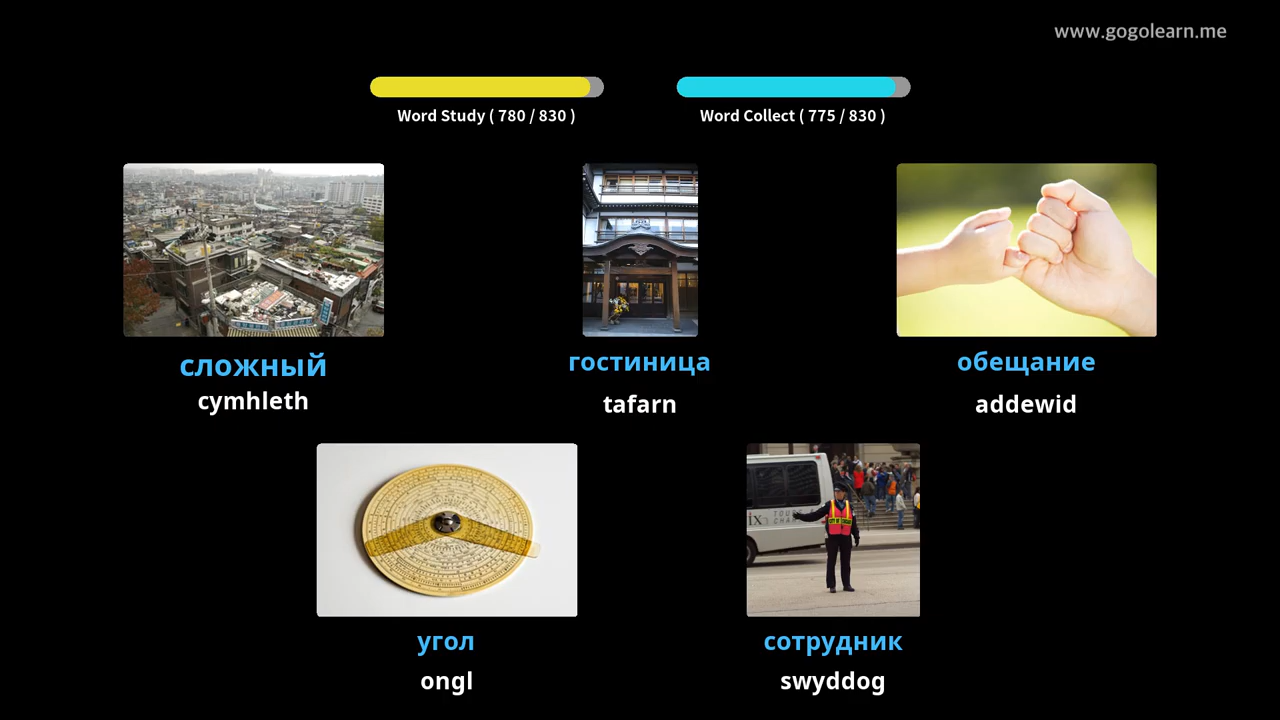 www.gogolearn.me
Word Study ( 780 / 830 )
Word Collect ( 775 / 830 )
сложный
cymhleth
гостиница
tafarn
обещание
addewid
угол
ongl
сотрудник
swyddog